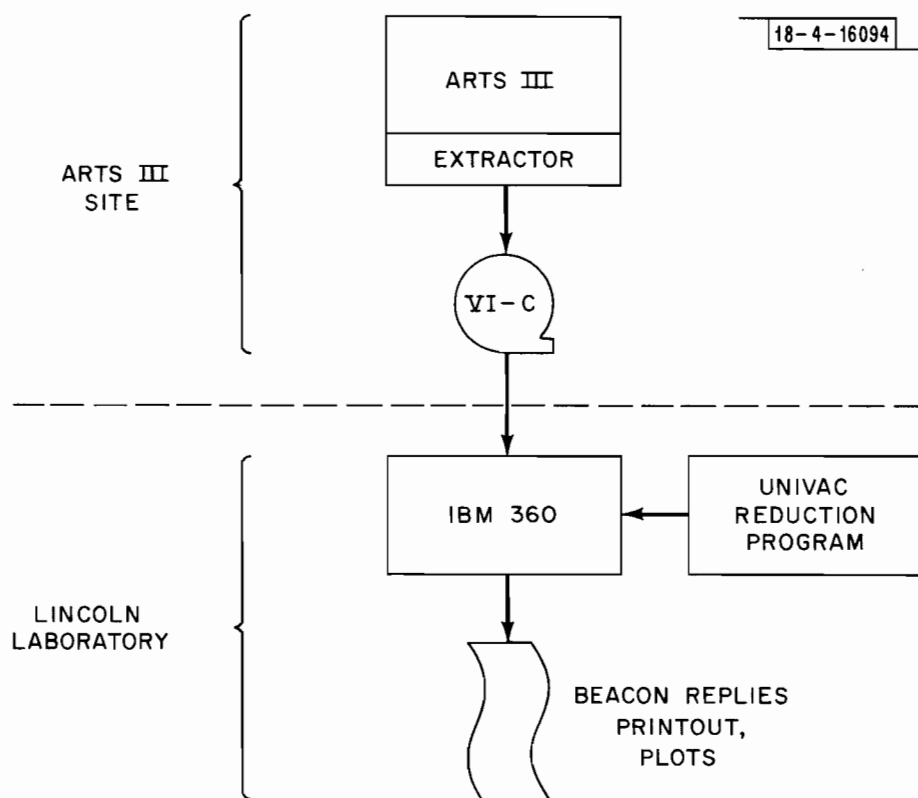 18-4-16094
ARTS III
EXTRACTOR
ARTS III
SITE
VI-C
IBM 360
UNIVAC
REDUCTION
PROGRAM
LINCOLN
LABORATORY
BEACON REPLIES
PRINTOUT,
PLOTS